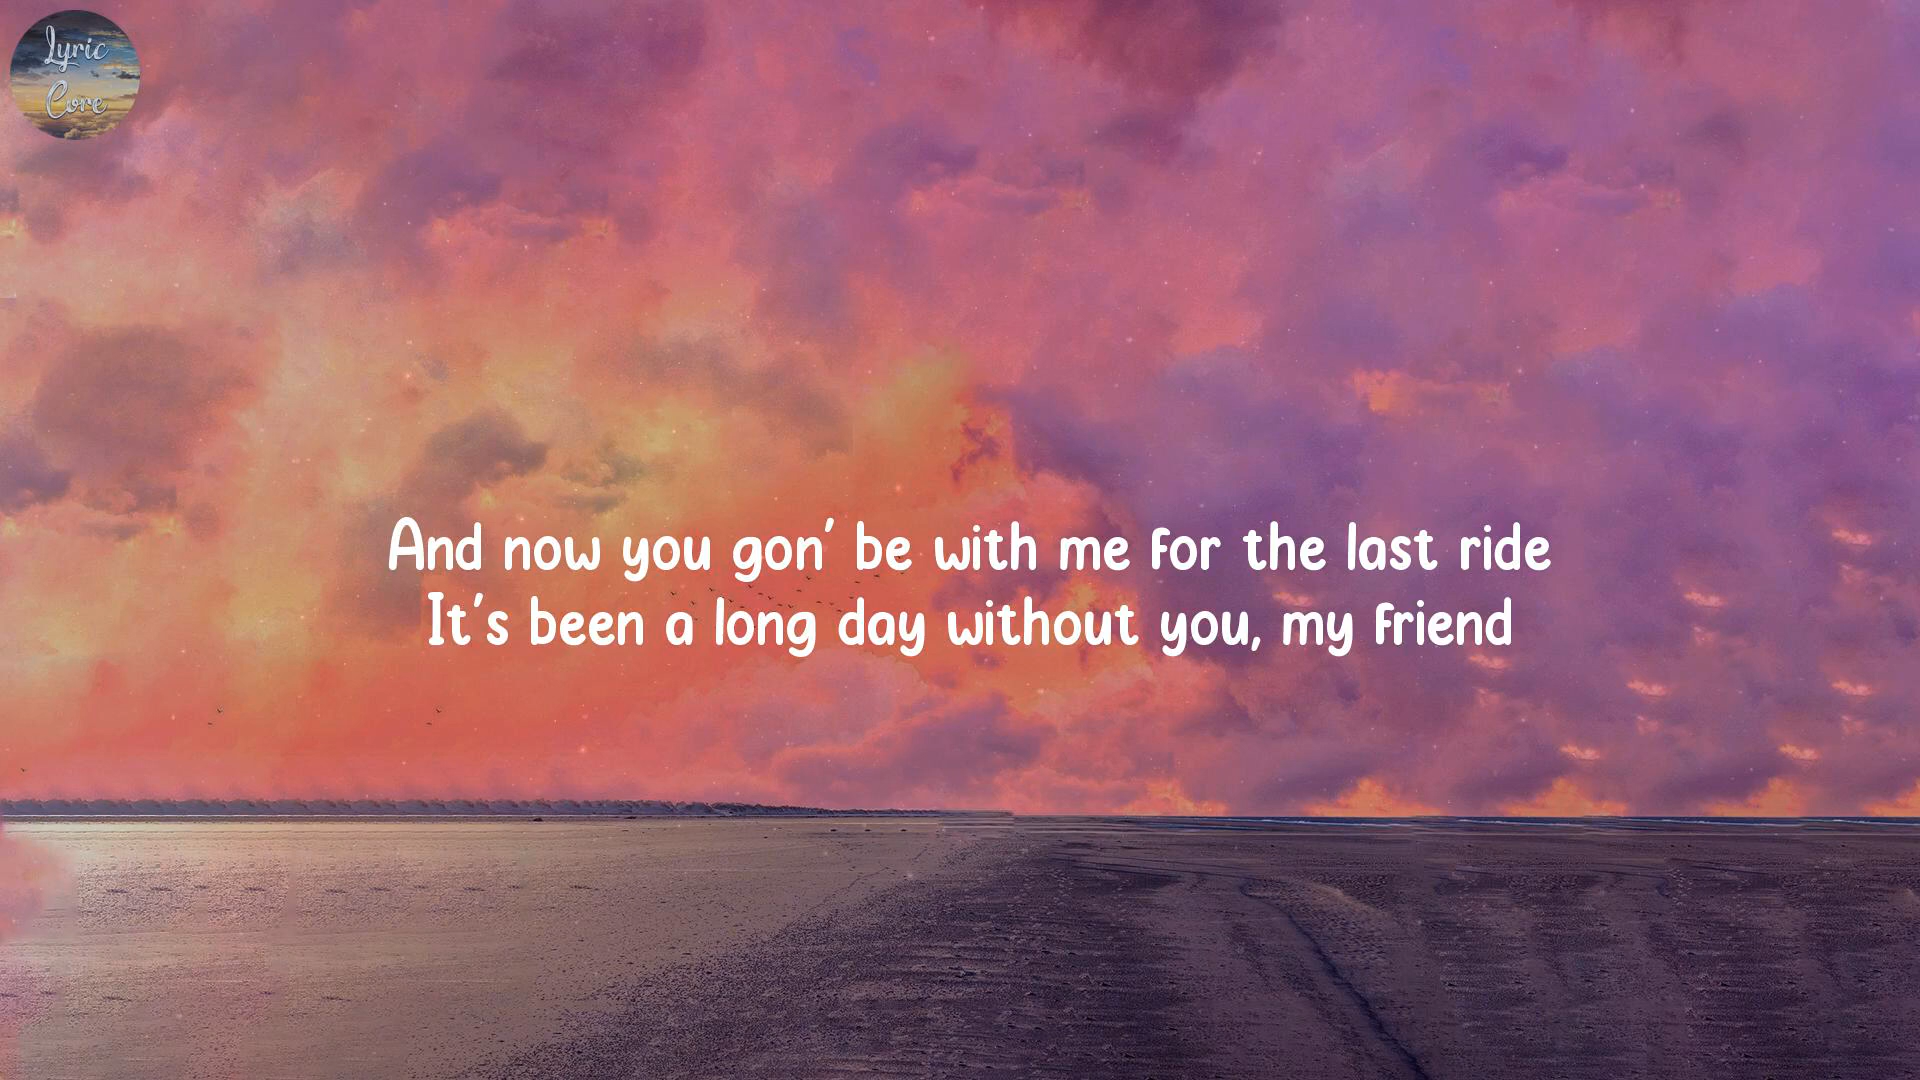 Lyric
Core
And now you gon' be with me for the last ride
It's been a long day without you, my friend